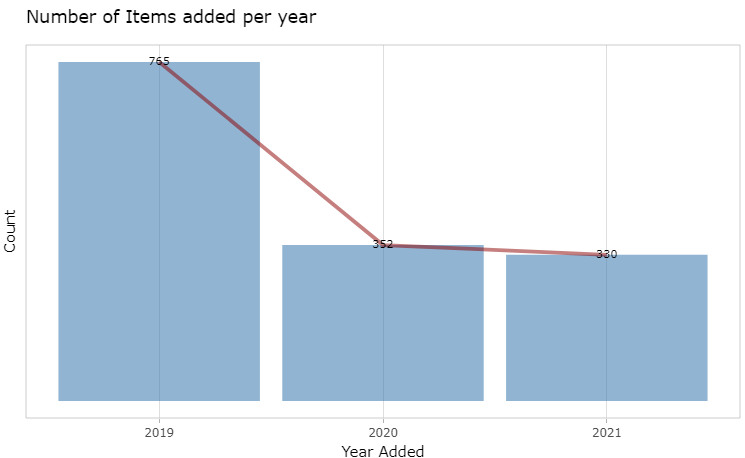 Number of Items added per year
765
352
330
Count
2019
2020
2021
Year Added